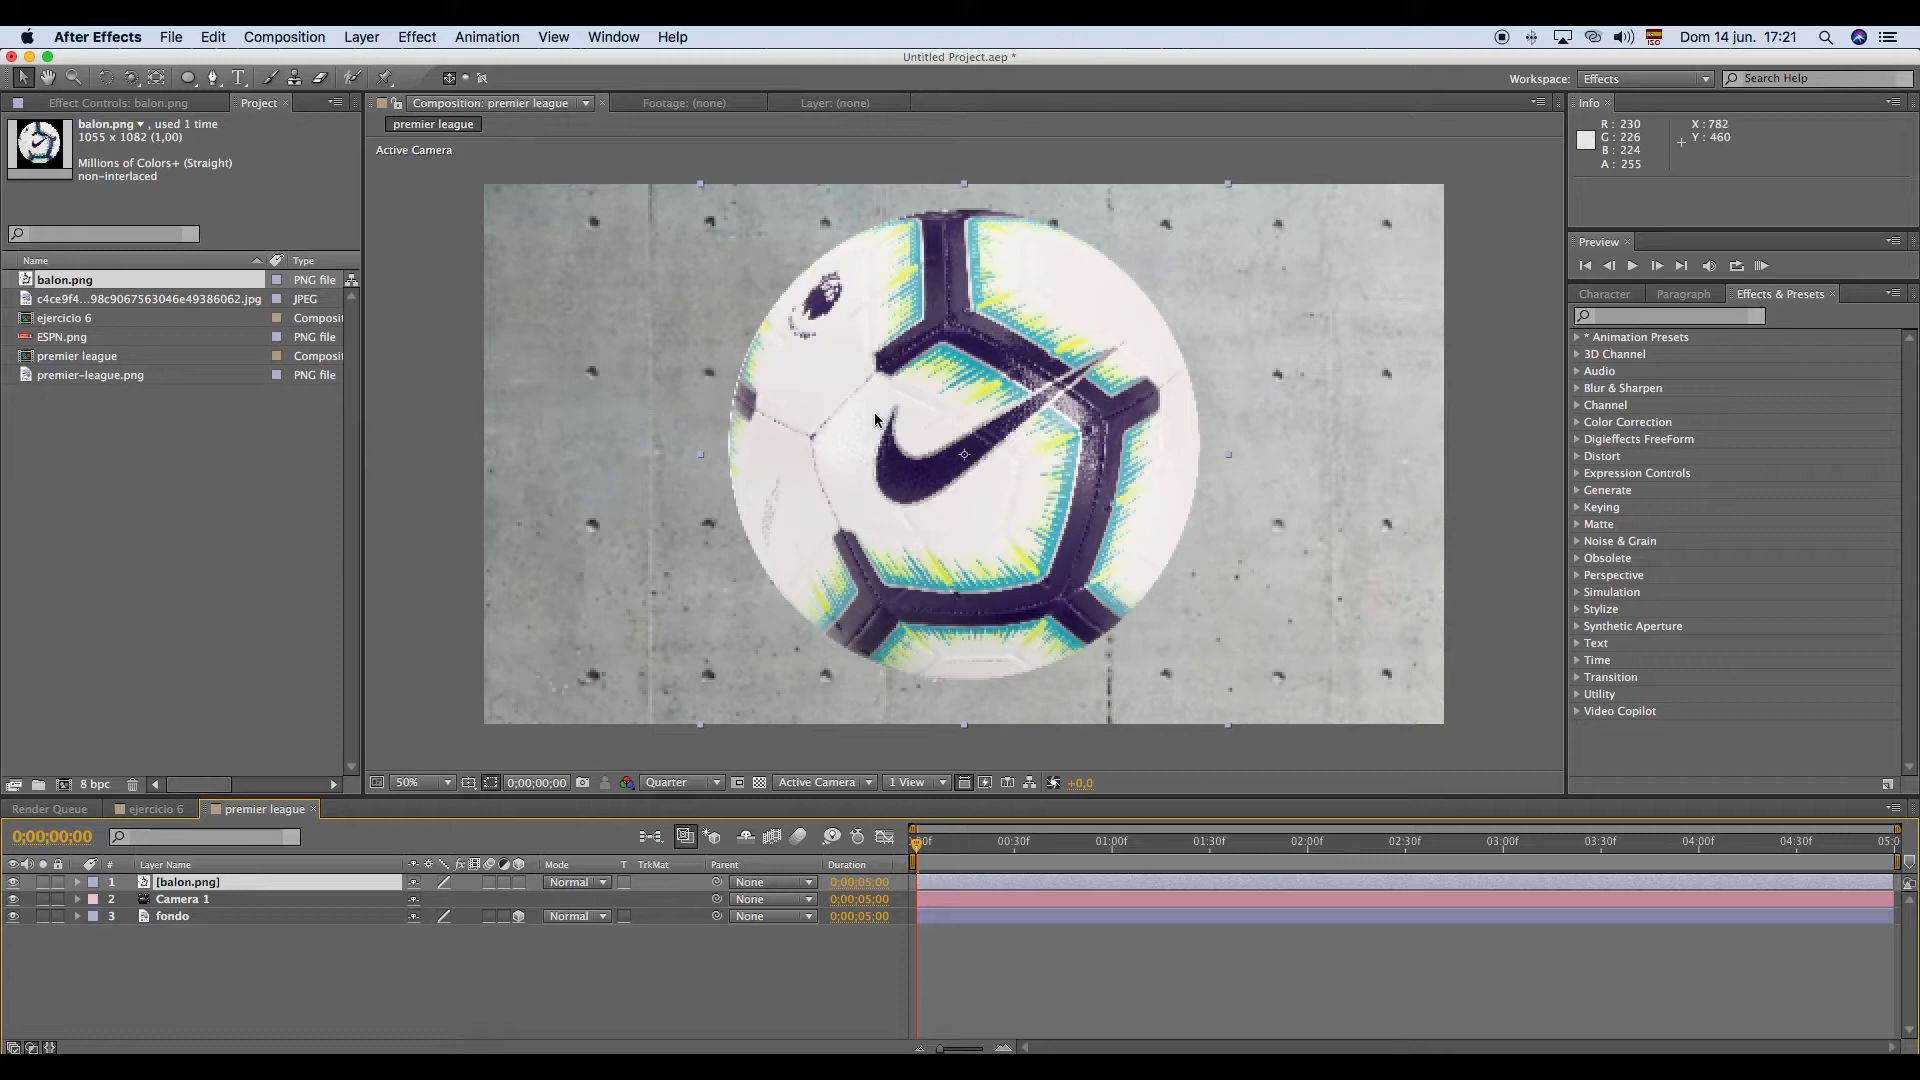 After Effects File Edit Composition Layer Effect Animation View Window Help
ISO Dom 14 jun. 17:21
Untitled Project.aep *
Workspace: Effects Search Help
Effect Controls: balon.png Project Composition: premier league Footage: (none) Layer: (none) Info
premier league
Active Camera
balon.png , used 1 time
1055 x 1082 (1,00)
Millions of Colors+ (Straight)
non-interlaced
R: 230 X: 782
G: 226 Y: 460
B: 224
A: 255
Name Type
balon.png PNG file
c4ce9f4...98c9067563046e49386062.jpg JPEG
ejercicio 6 Composit
ESPN.png PNG file
premier league Composit
premier-league.png PNG file
Preview
Character Paragraph Effects & Presets
* Animation Presets
3D Channel
Audio
Blur & Sharpen
Channel
Color Correction
Digieffects FreeForm
Distort
Expression Controls
Generate
Keying
Matte
Noise & Grain
Obsolete
Perspective
Simulation
Stylize
Synthetic Aperture
Text
Time
Transition
Utility
Video Copilot
8 bpc
50% 0;00;00;00 Quarter Active Camera 1 View +0,0
Render Queue ejercicio 6 premier league
0;00;00;00
00f 00:30f 01:00f 01:30f 02:00f 02:30f 03:00f 03:30f 04:00f 04:30f 05:0
# Layer Name fx Mode T TrkMat Parent Duration
1 [balon.png] Normal None 0;00;05;00
2 Camera 1 None 0;00;05;00
3 fondo Normal None 0;00;05;00